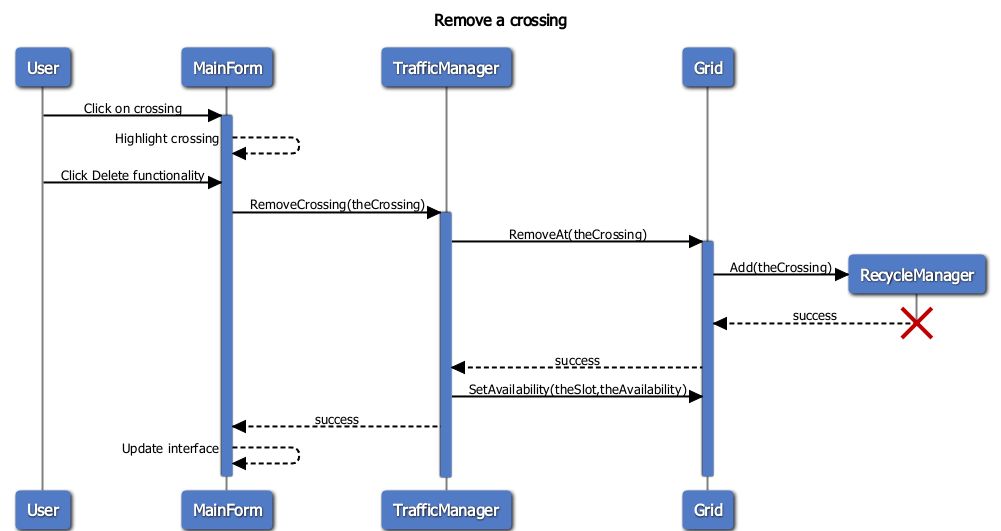 Remove a crossing
User
MainForm
TrafficManager
Grid
Click on crossing
Highlight crossing
Click Delete functionality
RemoveCrossing(theCrossing)
RemoveAt(theCrossing)
Add(theCrossing)
RecycleManager
success
success
SetAvailability(theSlot,theAvailability)
success
Update interface
User
MainForm
TrafficManager
Grid